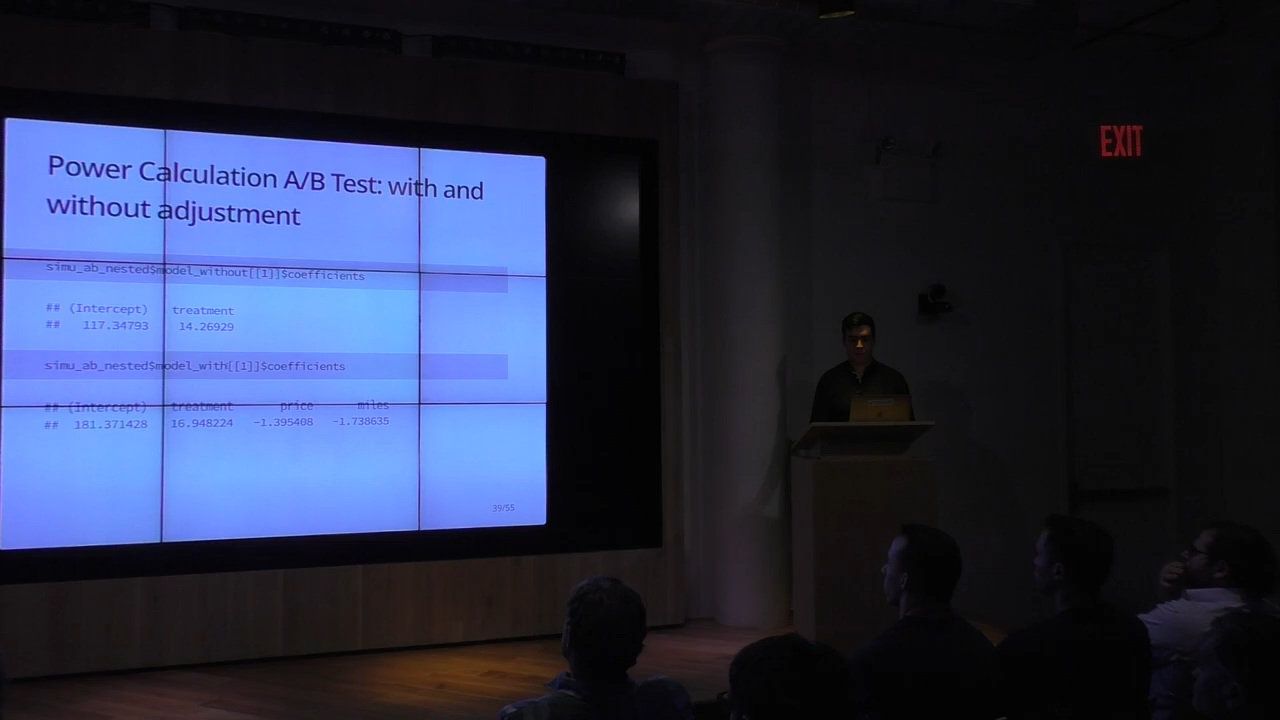 Power Calculation A/B Test: with and
without adjustment
simu_ab_nested$model_without[[1]]$coefficients
## (Intercept) treatment
## 117.34793 14.26929
simu_ab_nested$model_with[[1]]$coefficients
## (Intercept) treatment price miles
## 181.371428 16.948224 -1.395408 -1.738635
39/55
EXIT